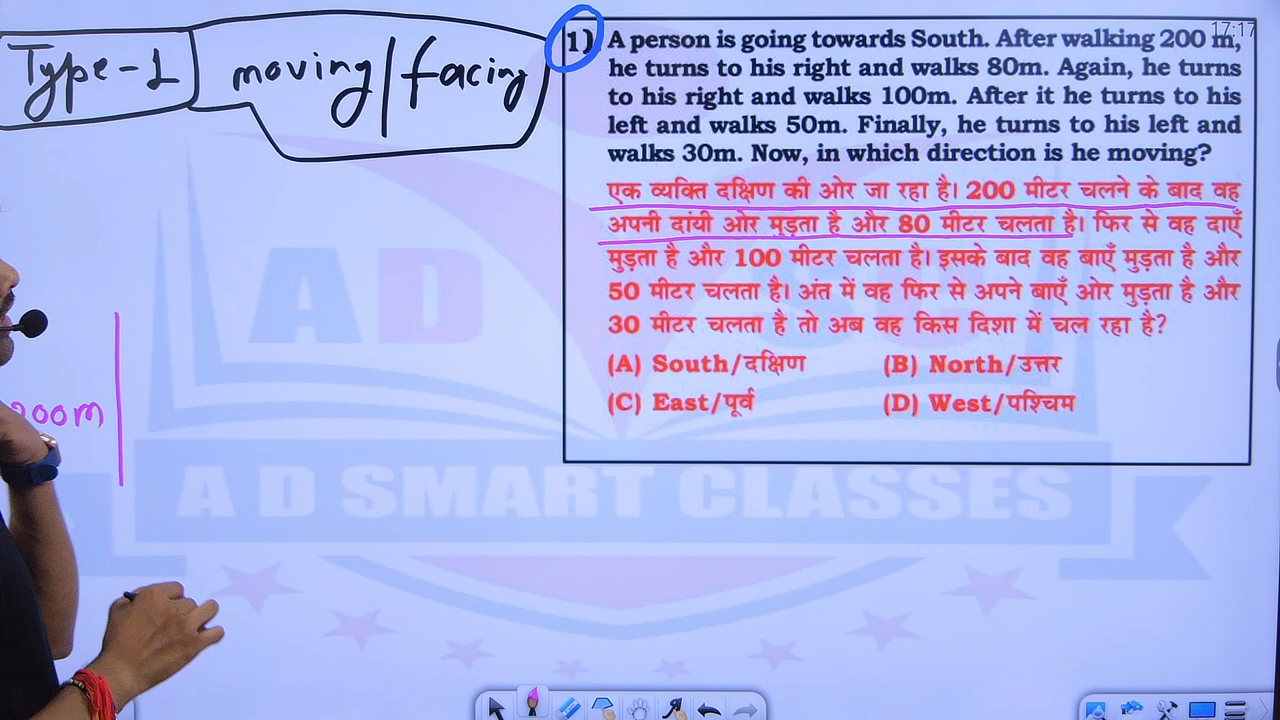 Type-1
moving/facing
17:17
1) A person is going towards South. After walking 200 m,
he turns to his right and walks 80m. Again, he turns
to his right and walks 100m. After it he turns to his
left and walks 50m. Finally, he turns to his left and
walks 30m. Now, in which direction is he moving?
एक व्यक्ति दक्षिण की ओर जा रहा है। 200 मीटर चलने के बाद वह
अपनी दांयी ओर मुड़ता है और 80 मीटर चलता है। फिर से वह दाएँ
मुड़ता है और 100 मीटर चलता है। इसके बाद वह बाएँ मुड़ता है और
50 मीटर चलता है। अंत में वह फिर से अपने बाएँ ओर मुड़ता है और
30 मीटर चलता है तो अब वह किस दिशा में चल रहा है?
(A) South/दक्षिण (B) North/उत्तर
(C) East/पूर्व (D) West/पश्चिम
200m
A D SMART CLASSES